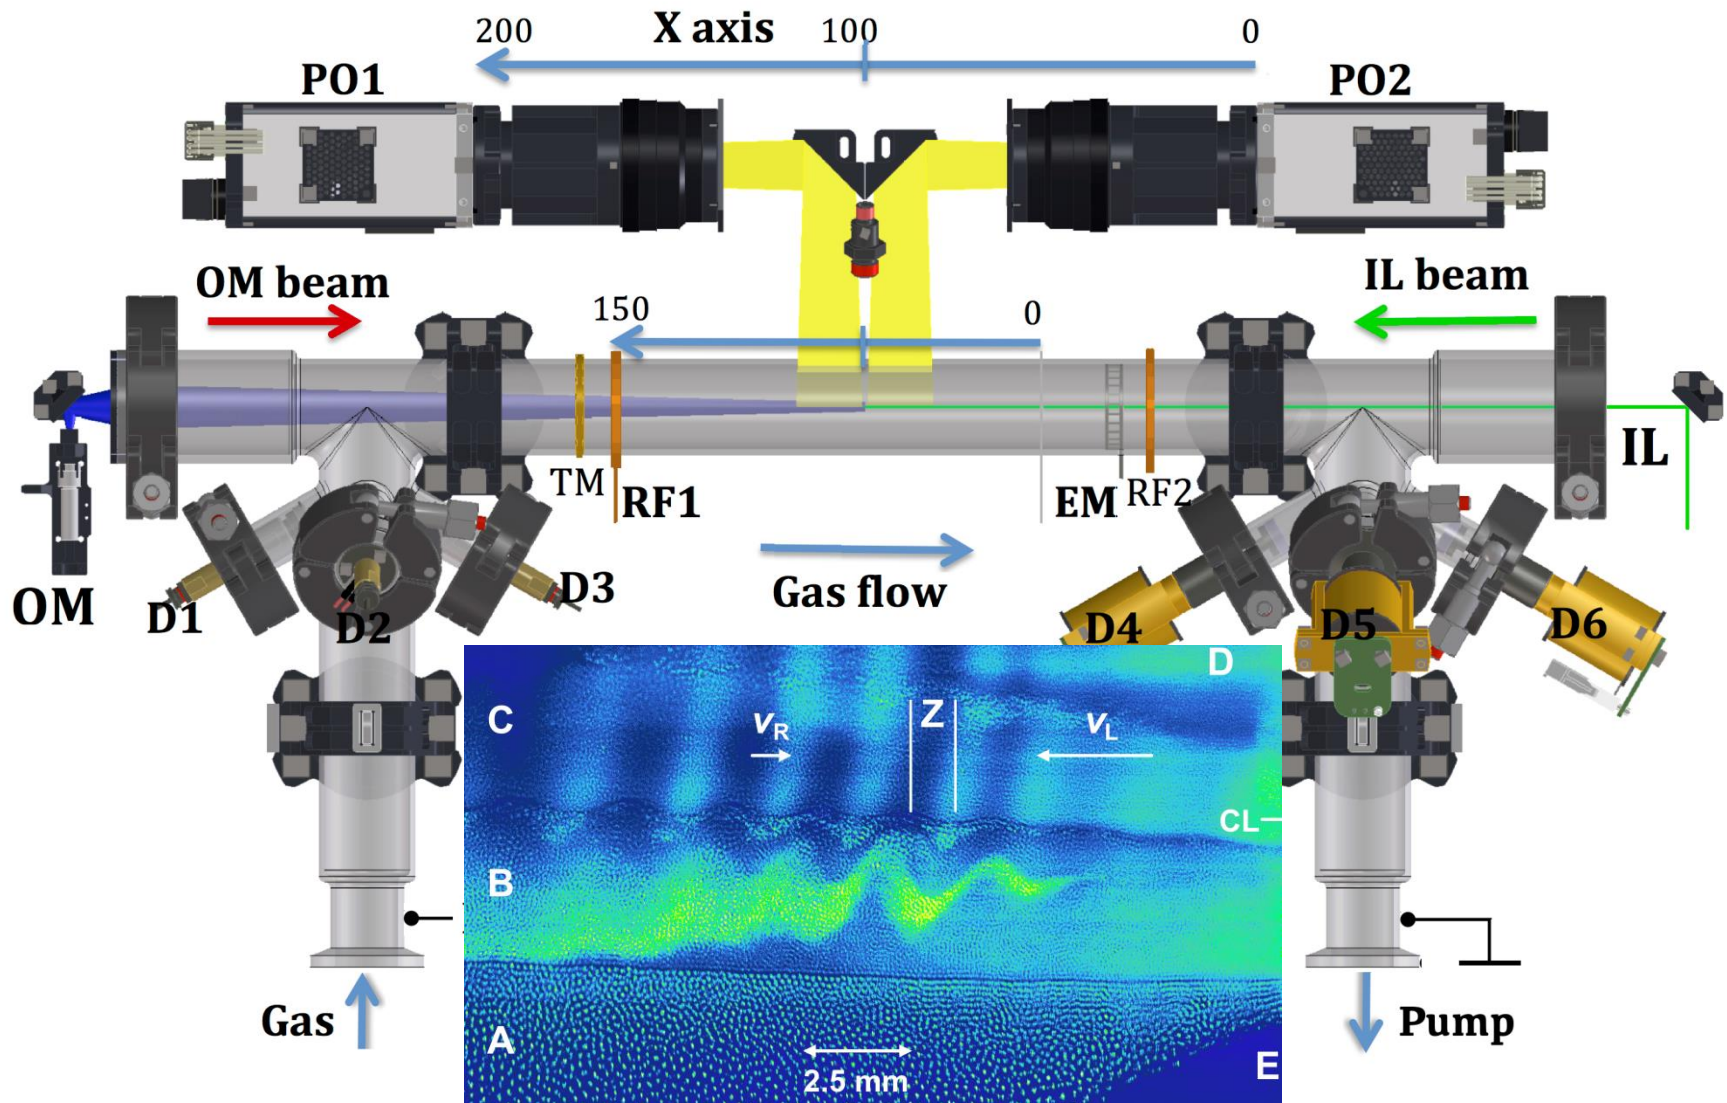 200
X axis
100
0
PO1
PO2
OM beam
IL beam
150
0
TM
RF1
EM
RF2
IL
OM
D1
D2
D3
Gas flow
D4
D5
D6
C
vR
Z
vL
D
CL
B
A
2.5 mm
E
Gas
Pump